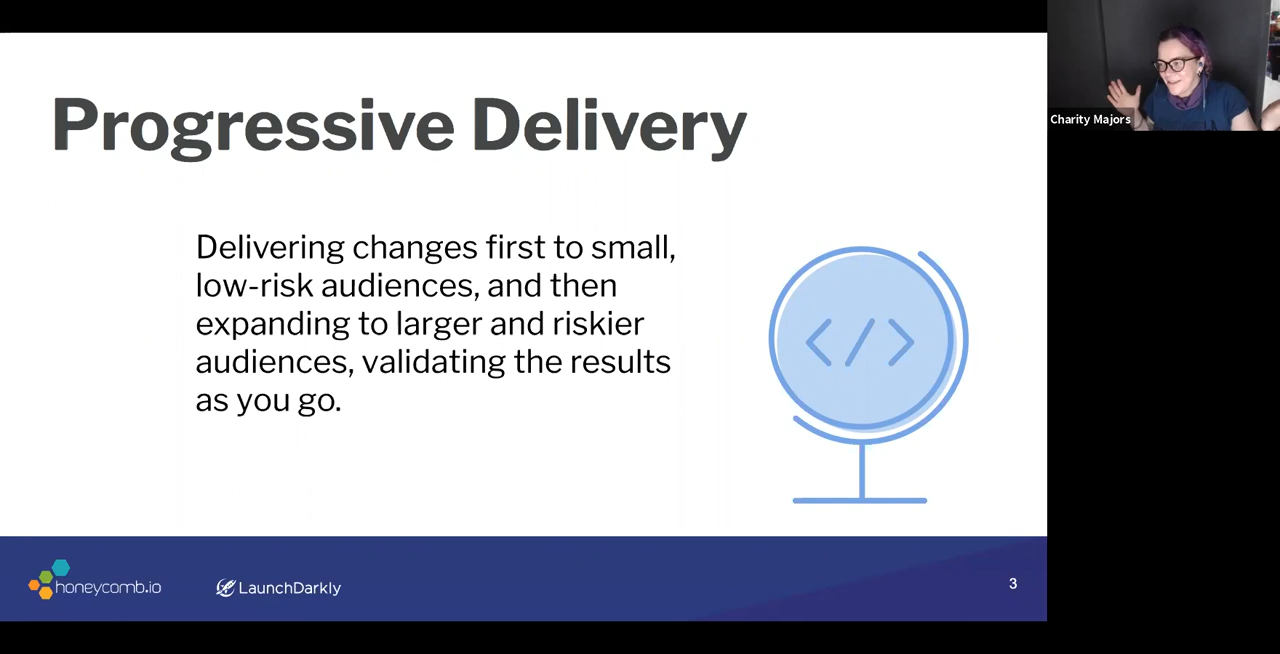 Progressive Delivery
Charity Majors
Delivering changes first to small,
low-risk audiences, and then
expanding to larger and riskier
audiences, validating the results
as you go.
</>
honeycomb.io
LaunchDarkly
3